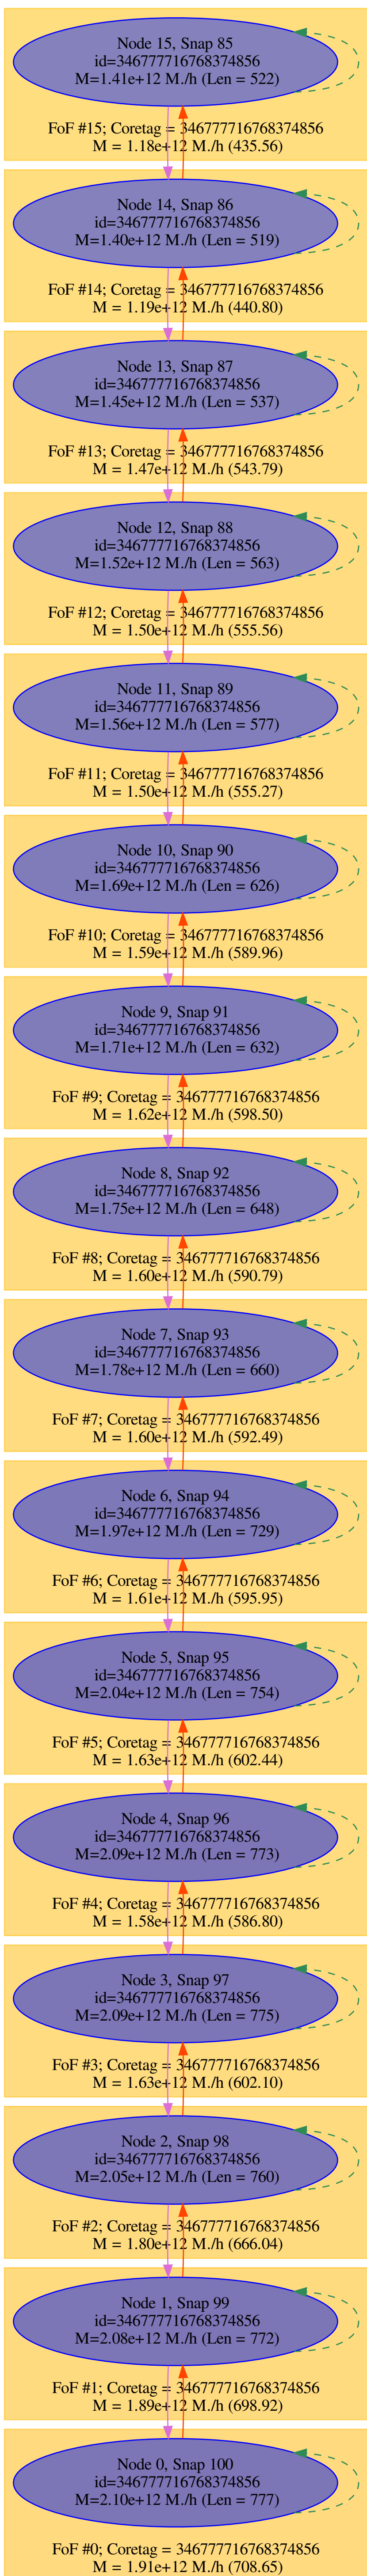 Node 15, Snap 85
id=346777716768374856
M=1.41e+12 M./h (Len = 522)
FoF #15; Coretag = 346777716768374856
M = 1.18e+12 M./h (435.56)
Node 14, Snap 86
id=346777716768374856
M=1.40e+12 M./h (Len = 519)
FoF #14; Coretag = 346777716768374856
M = 1.19e+12 M./h (440.80)
Node 13, Snap 87
id=346777716768374856
M=1.45e+12 M./h (Len = 537)
FoF #13; Coretag = 346777716768374856
M = 1.47e+12 M./h (543.79)
Node 12, Snap 88
id=346777716768374856
M=1.52e+12 M./h (Len = 563)
FoF #12; Coretag = 346777716768374856
M = 1.50e+12 M./h (555.56)
Node 11, Snap 89
id=346777716768374856
M=1.56e+12 M./h (Len = 577)
FoF #11; Coretag = 346777716768374856
M = 1.50e+12 M./h (555.27)
Node 10, Snap 90
id=346777716768374856
M=1.69e+12 M./h (Len = 626)
FoF #10; Coretag = 346777716768374856
M = 1.59e+12 M./h (589.96)
Node 9, Snap 91
id=346777716768374856
M=1.71e+12 M./h (Len = 632)
FoF #9; Coretag = 346777716768374856
M = 1.62e+12 M./h (598.50)
Node 8, Snap 92
id=346777716768374856
M=1.75e+12 M./h (Len = 648)
FoF #8; Coretag = 346777716768374856
M = 1.60e+12 M./h (590.79)
Node 7, Snap 93
id=346777716768374856
M=1.78e+12 M./h (Len = 660)
FoF #7; Coretag = 346777716768374856
M = 1.60e+12 M./h (592.49)
Node 6, Snap 94
id=346777716768374856
M=1.97e+12 M./h (Len = 729)
FoF #6; Coretag = 346777716768374856
M = 1.61e+12 M./h (595.95)
Node 5, Snap 95
id=346777716768374856
M=2.04e+12 M./h (Len = 754)
FoF #5; Coretag = 346777716768374856
M = 1.63e+12 M./h (602.44)
Node 4, Snap 96
id=346777716768374856
M=2.09e+12 M./h (Len = 773)
FoF #4; Coretag = 346777716768374856
M = 1.58e+12 M./h (586.80)
Node 3, Snap 97
id=346777716768374856
M=2.09e+12 M./h (Len = 775)
FoF #3; Coretag = 346777716768374856
M = 1.63e+12 M./h (602.10)
Node 2, Snap 98
id=346777716768374856
M=2.05e+12 M./h (Len = 760)
FoF #2; Coretag = 346777716768374856
M = 1.80e+12 M./h (666.04)
Node 1, Snap 99
id=346777716768374856
M=2.08e+12 M./h (Len = 772)
FoF #1; Coretag = 346777716768374856
M = 1.89e+12 M./h (698.92)
Node 0, Snap 100
id=346777716768374856
M=2.10e+12 M./h (Len = 777)
FoF #0; Coretag = 346777716768374856
M = 1.91e+12 M./h (708.65)